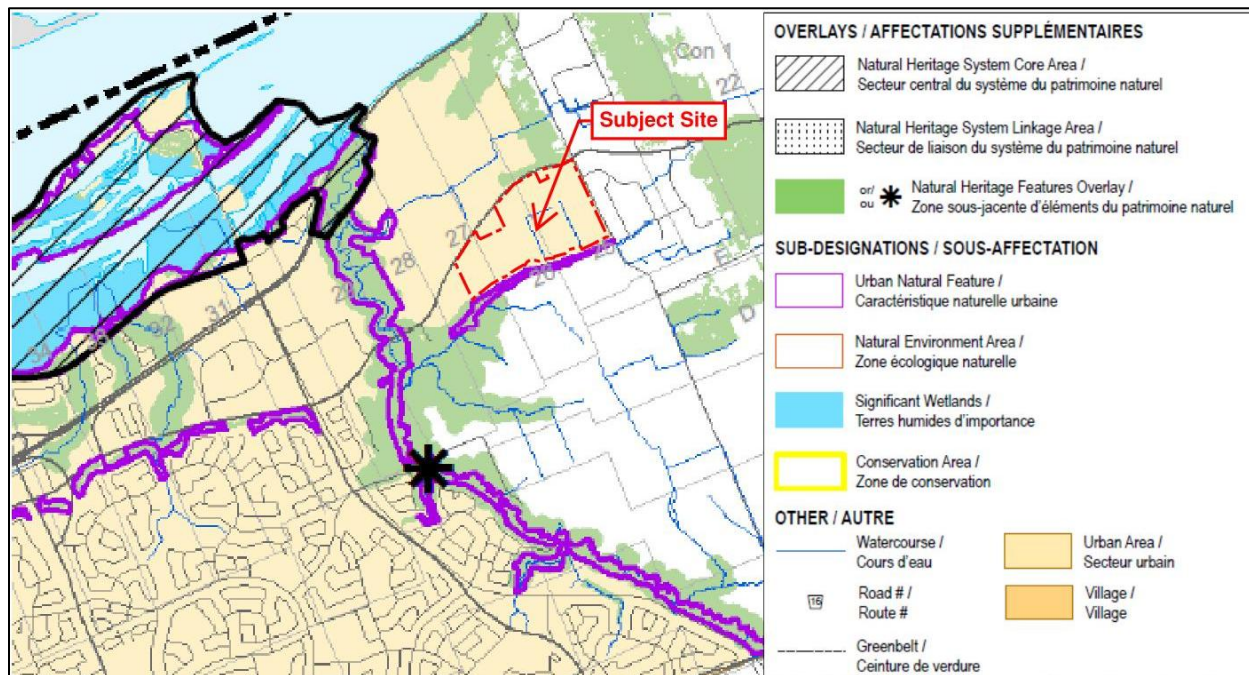 Con 1
22
Subject Site
27
28
26
25
29
E
D
31
32
33
34
OVERLAYS / AFFECTATIONS SUPPLÉMENTAIRES
Natural Heritage System Core Area /
Secteur central du système du patrimoine naturel
Natural Heritage System Linkage Area /
Secteur de liaison du système du patrimoine naturel
or/ Natural Heritage Features Overlay /
ou Zone sous-jacente d'éléments du patrimoine naturel
SUB-DESIGNATIONS / SOUS-AFFECTATION
Urban Natural Feature /
Caractéristique naturelle urbaine
Natural Environment Area /
Zone écologique naturelle
Significant Wetlands /
Terres humides d'importance
Conservation Area /
Zone de conservation
OTHER / AUTRE
Watercourse /
Cours d'eau
Urban Area /
Secteur urbain
16
Road # /
Route #
Village /
Village
Greenbelt /
Ceinture de verdure